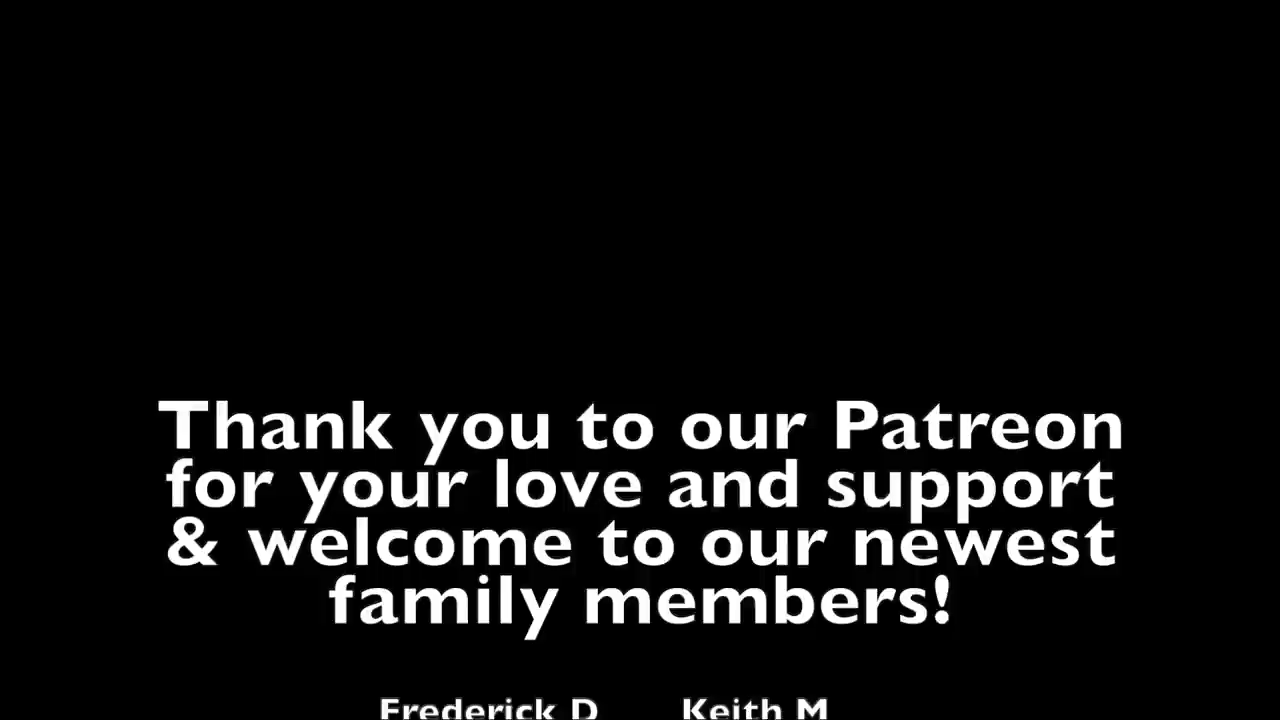 Thank you to our Patreon
for your love and support
& welcome to our newest
family members!
Frederick D Keith M